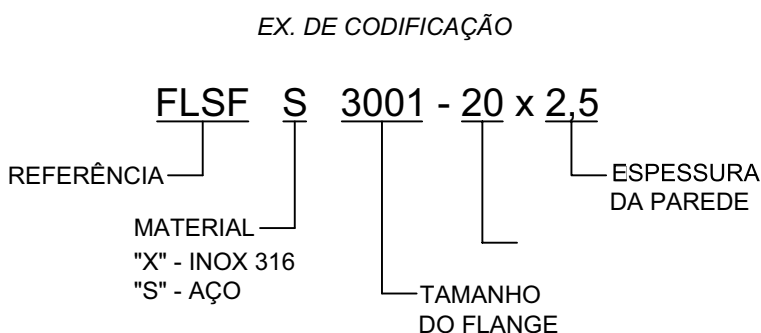 EX. DE CODIFICAÇÃO
FLSF S 3001 - 20 x 2,5
REFERÊNCIA
ESPESSURA
DA PAREDE
MATERIAL
"X" - INOX 316
"S" - AÇO
TAMANHO
DO FLANGE